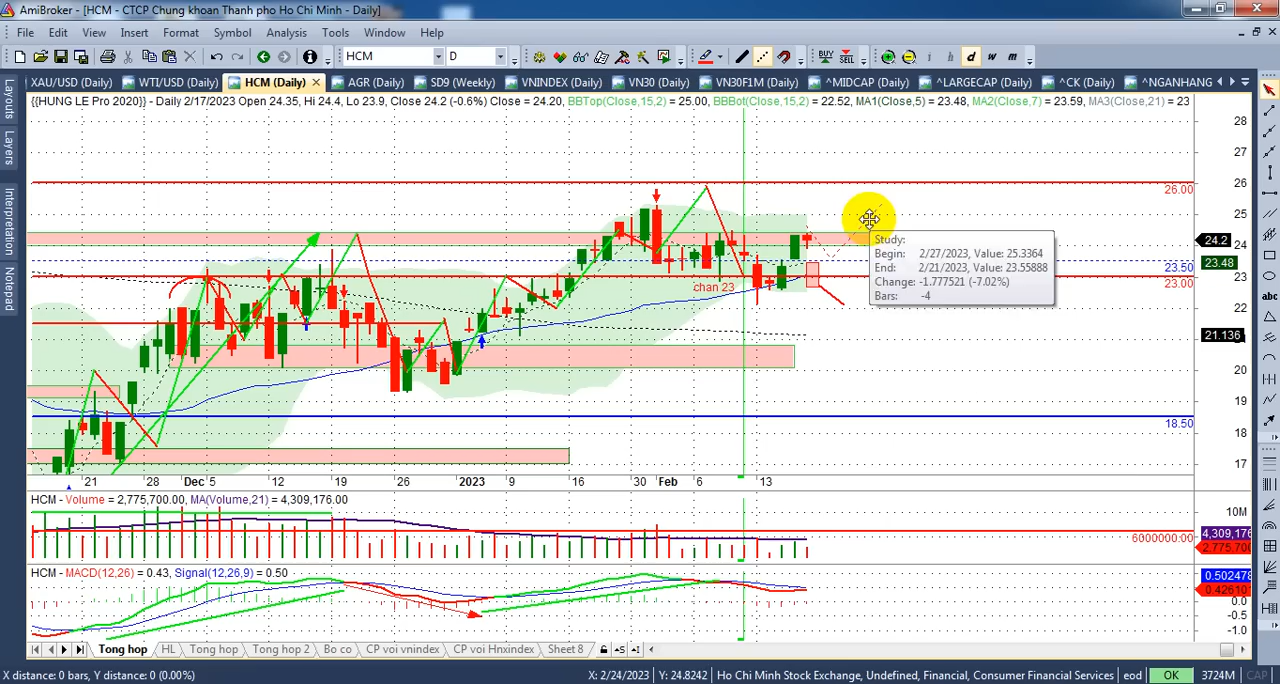 AmiBroker - [HCM - CTCP Chung khoan Thanh pho Ho Chi Minh - Daily]
File Edit View Insert Format Symbol Analysis Tools Window Help
HCM D BUY SELL i h d w m
XAU/USD (Daily) WTI/USD (Daily) HCM (Daily) × AGR (Daily) SD9 (Weekly) VNINDEX (Daily) VN30 (Daily) VN30F1M (Daily) ^MIDCAP (Daily) ^LARGECAP (Daily) ^CK (Daily) ^NGANHANG
Layouts
Layers
Interpretation
Notepad
{{HUNG LE Pro 2020}} - Daily 2/17/2023 Open 24.35, Hi 24.4, Lo 23.9, Close 24.2 (-0.6%) Close = 24.20, BBTop(Close,15,2) = 25.00, BBBot(Close,15,2) = 22.52, MA1(Close,5) = 23.48, MA2(Close,7) = 23.59, MA3(Close,21) = 23
28
27
26
26.00
25
24.2
24
23.48
23.50
23
23.00
22
21.136
20
19
18.50
18
17
chan 23
Study:
Begin: 2/27/2023, Value: 25.3364
End: 2/21/2023, Value: 23.55888
Change: -1.777521 (-7.02%)
Bars: -4
21 28 Dec 5 12 19 26 2023 9 16 30 Feb 6 13
HCM - Volume = 2,775,700.00, MA(Volume,21) = 4,309,176.00
10M
4,309,176
6000000.00
2,775,700
HCM - MACD(12,26) = 0.43, Signal(12,26,9) = 0.50
0.502478
0.42610
0.0
-0.5
-1.0
Tong hop HL Tong hop Tong hop 2 Bo co CP voi vnindex CP voi Hnxindex Sheet 8
X distance: 0 bars, Y distance: 0 (0.00%) X: 2/24/2023 Y: 24.8242 Ho Chi Minh Stock Exchange, Undefined, Financial, Consumer Financial Services eod OK 3724M CAP
abc